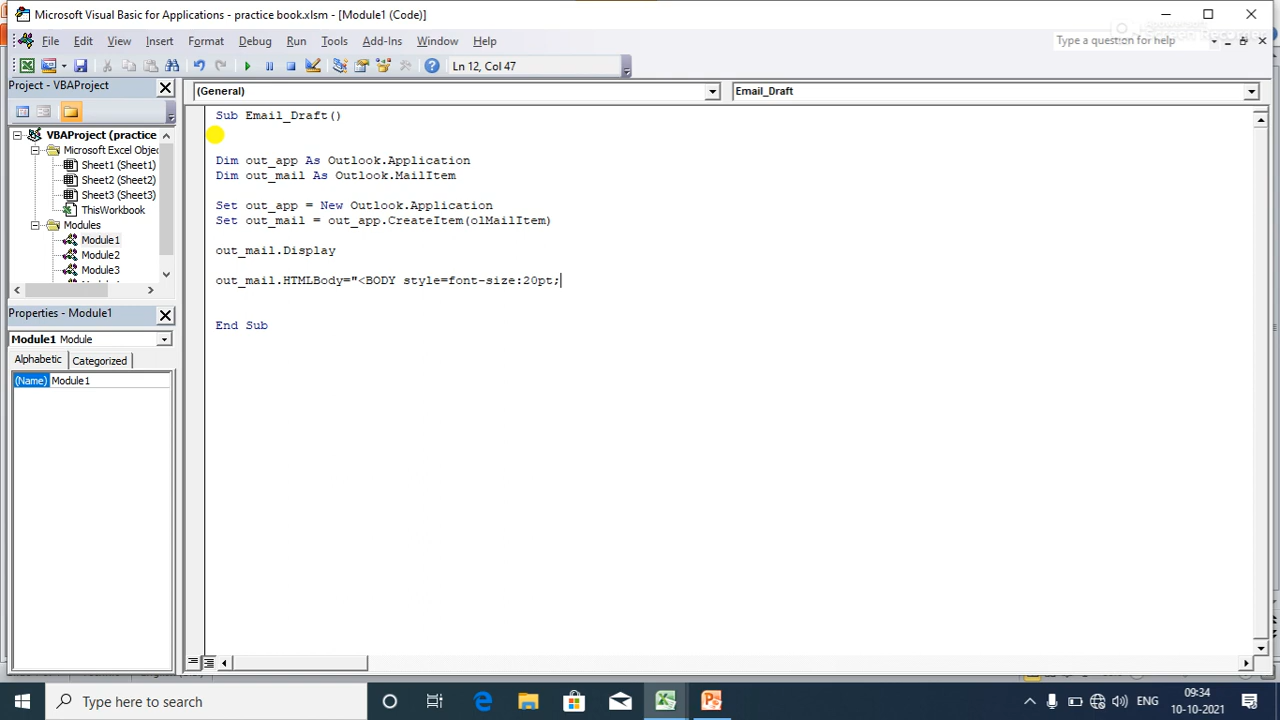 Microsoft Visual Basic for Applications - practice book.xlsm - [Module1 (Code)]
File Edit View Insert Format Debug Run Tools Add-Ins Window Help
Type a question for help
Ln 12, Col 47
Project - VBAProject
(General)
Email_Draft
VBAProject (practice
Microsoft Excel Objec
Sheet1 (Sheet1)
Sheet2 (Sheet2)
Sheet3 (Sheet3)
ThisWorkbook
Modules
Module1
Module2
Module3
Properties - Module1
Module1 Module
Alphabetic Categorized
(Name) Module1
Sub Email_Draft()
Dim out_app As Outlook.Application
Dim out_mail As Outlook.MailItem
Set out_app = New Outlook.Application
Set out_mail = out_app.CreateItem(olMailItem)
out_mail.Display
out_mail.HTMLBody="<BODY style=font-size:20pt;
End Sub
Type here to search
ENG
09:34
10-10-2021